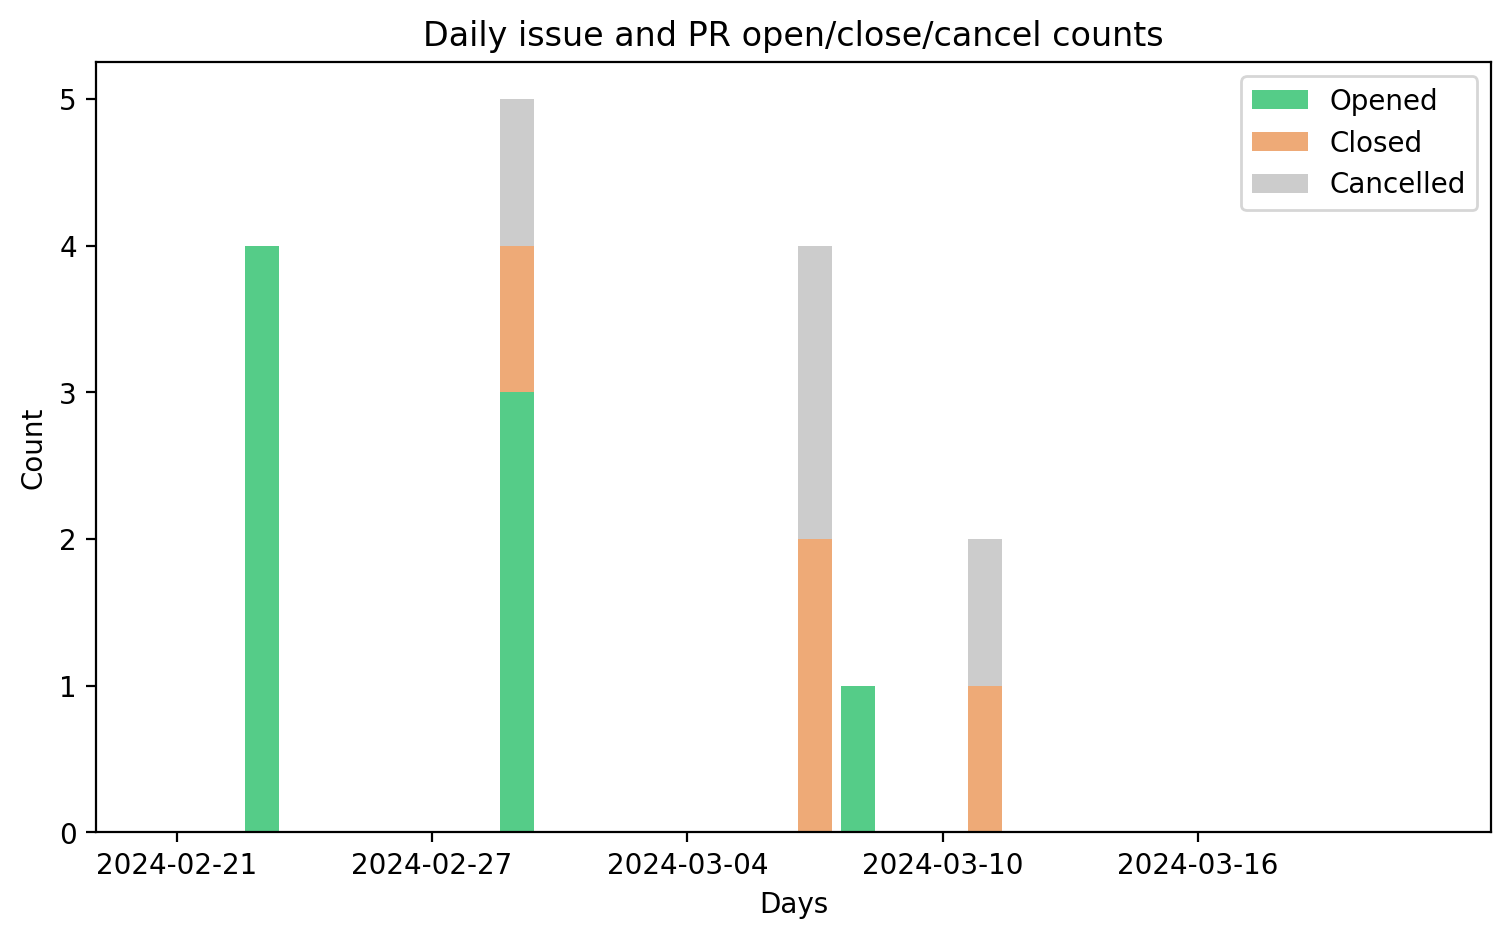 Daily issue and PR open/close/cancel counts
Opened
Closed
Cancelled
5
4
3
2
1
0
Count
2024-02-21 2024-02-27 2024-03-04 2024-03-10 2024-03-16
Days